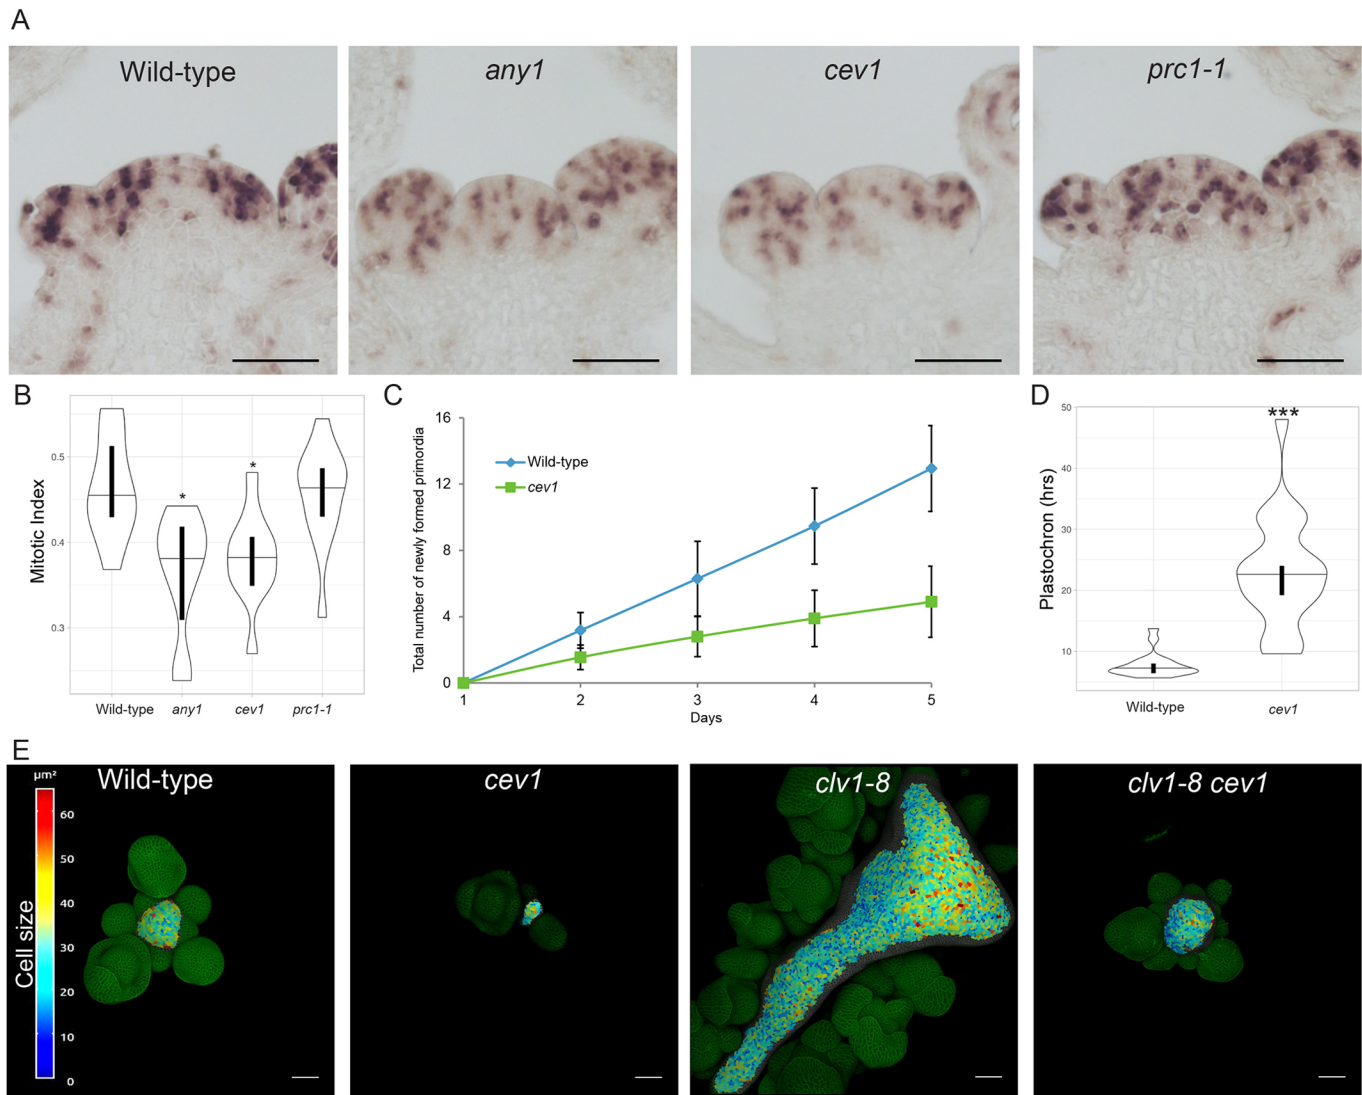 A
Wild-type
any1
cev1
prc1-1
B
Mitotic Index
0.5
0.4
0.3
*
*
Wild-type
any1
cev1
prc1-1
C
Total number of newly formed primordia
16
12
8
4
0
Wild-type
cev1
1
2
3
4
5
Days
D
Plastochron (hrs)
50
40
30
20
10
***
Wild-type
cev1
E
Wild-type
cev1
clv1-8
clv1-8 cev1
µm²
Cell size
60
50
40
30
20
10
0